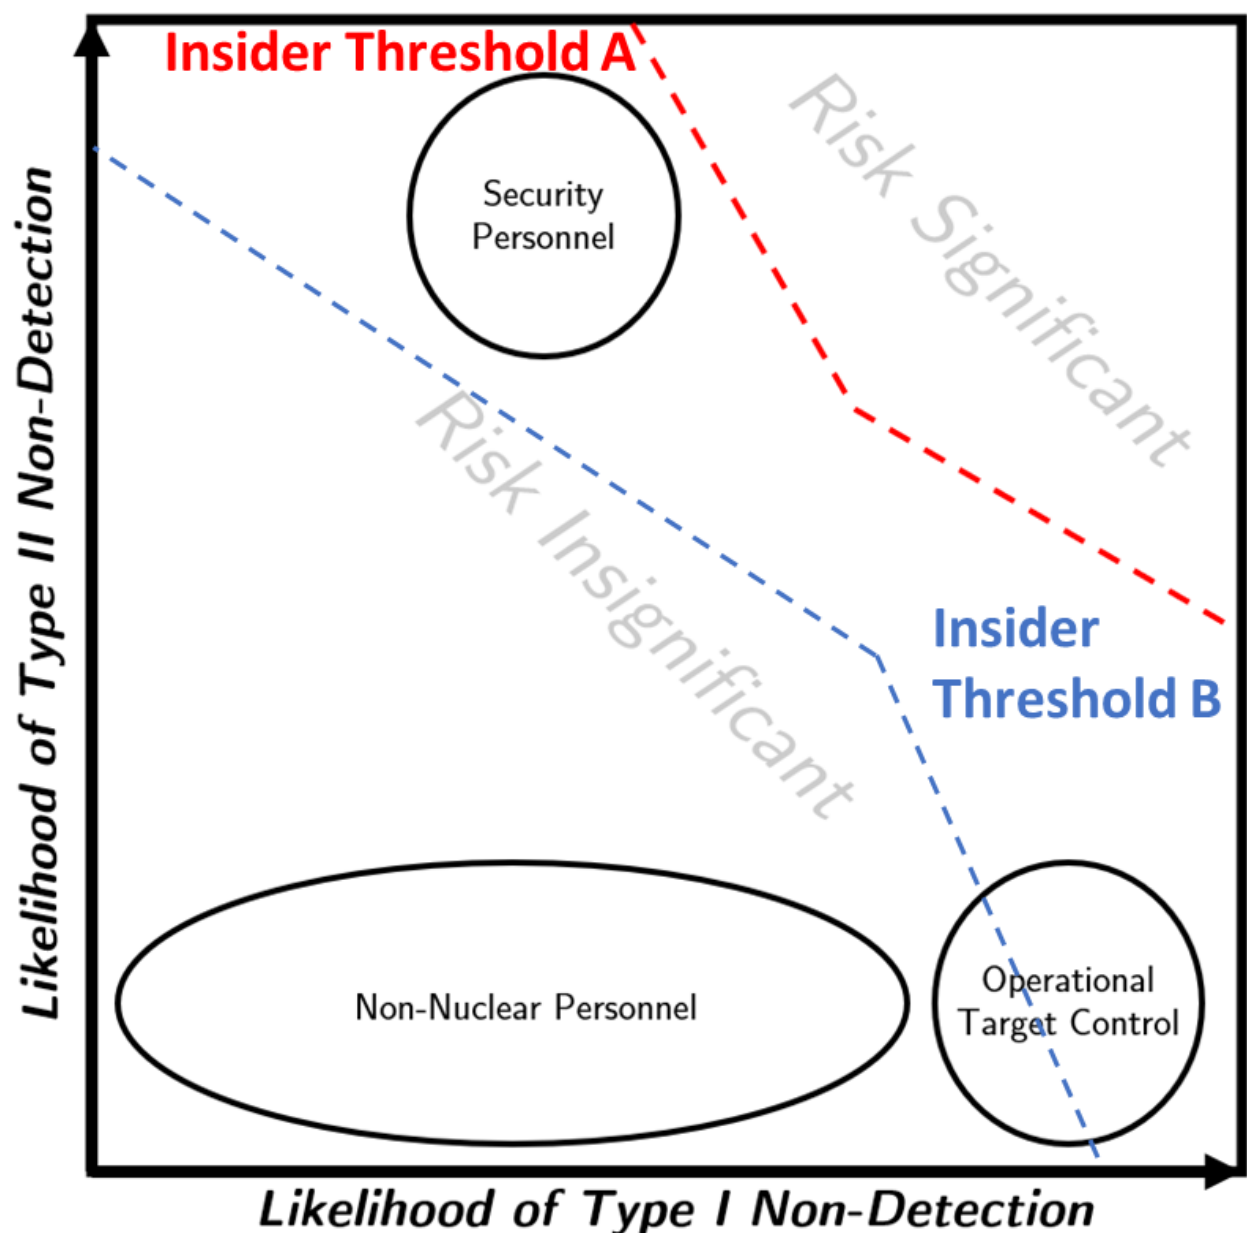 Insider Threshold A
Risk Significant
Security
Personnel
Likelihood of Type II Non-Detection
Risk Insignificant
Insider
Threshold B
Operational
Target Control
Non-Nuclear Personnel
Likelihood of Type I Non-Detection